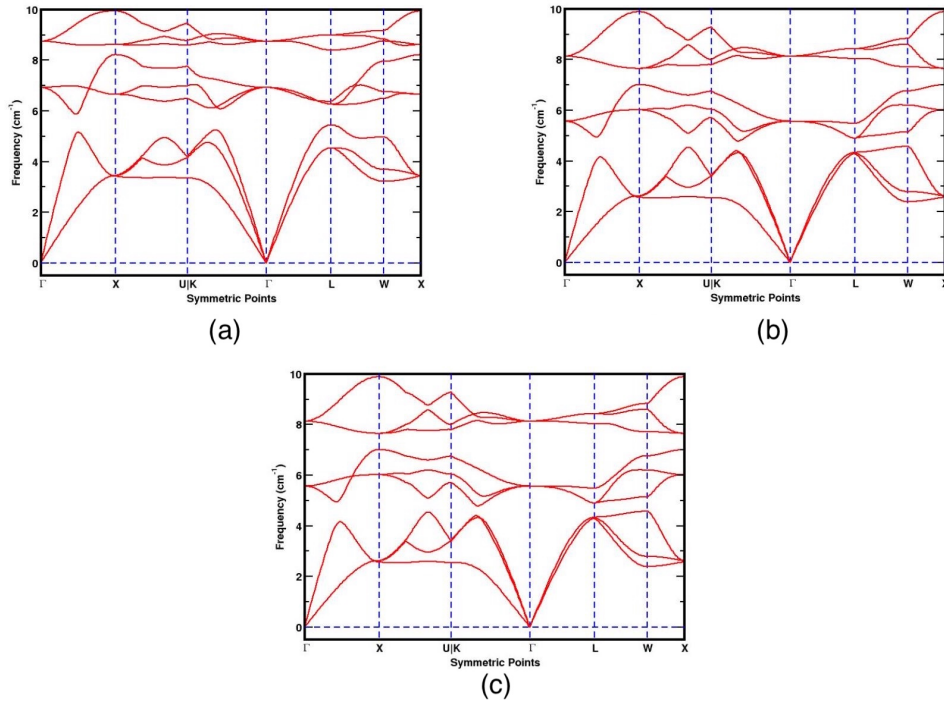 10
8
6
4
2
0
Frequency (cm⁻¹)
Γ X U|K Γ L W X
Symmetric Points
(a)
10
8
6
4
2
0
Frequency (cm⁻¹)
Γ X U|K Γ L W X
Symmetric Points
(b)
10
8
6
4
2
0
Frequency (cm⁻¹)
Γ X U|K Γ L W X
Symmetric Points
(c)